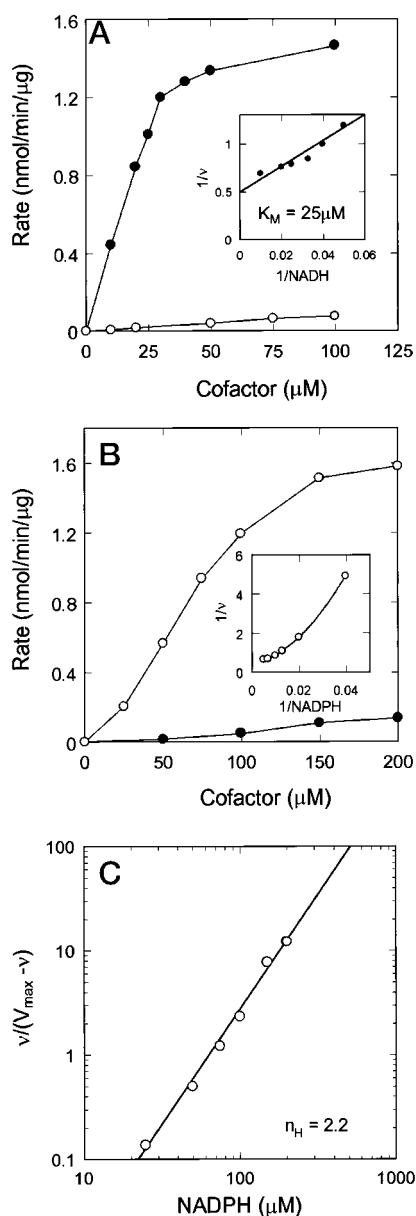 A
Rate (nmol/min/μg)
1.6
1.2
0.8
0.4
0
0 25 50 75 100 125
Cofactor (μM)
1/ν
1
0.5
0
0 0.02 0.04 0.06
1/NADH
K_M = 25μM
B
Rate (nmol/min/μg)
1.6
1.2
0.8
0.4
0
0 50 100 150 200
Cofactor (μM)
1/ν
6
4
2
0
0 0.02 0.04
1/NADPH
C
ν/(V_max -ν)
100
10
1
0.1
10 100 1000
NADPH (μM)
n_H = 2.2